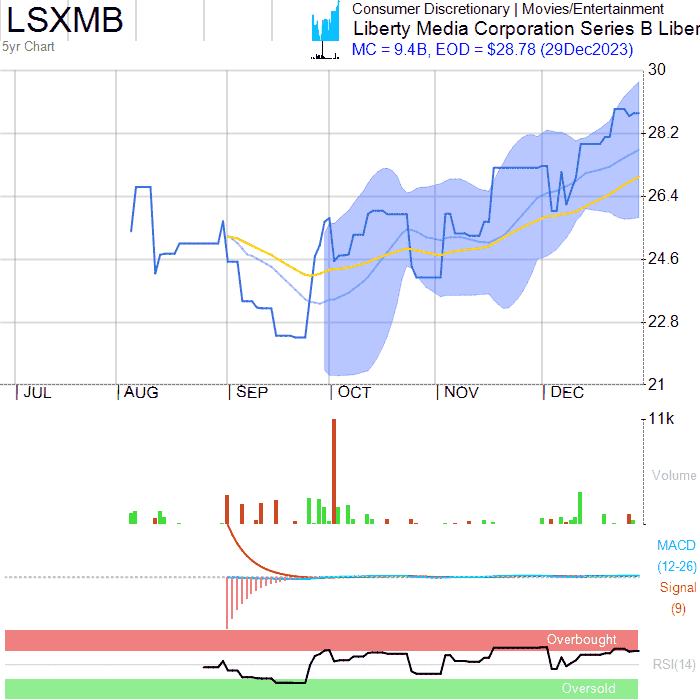 LSXMB
5yr Chart
Consumer Discretionary | Movies/Entertainment
Liberty Media Corporation Series B Liber
MC = 9.4B, EOD = $28.78 (29Dec2023)
30
28.2
26.4
24.6
22.8
21
JUL AUG SEP OCT NOV DEC
11k
Volume
MACD
(12-26)
Signal
(9)
Overbought
RSI(14)
Oversold